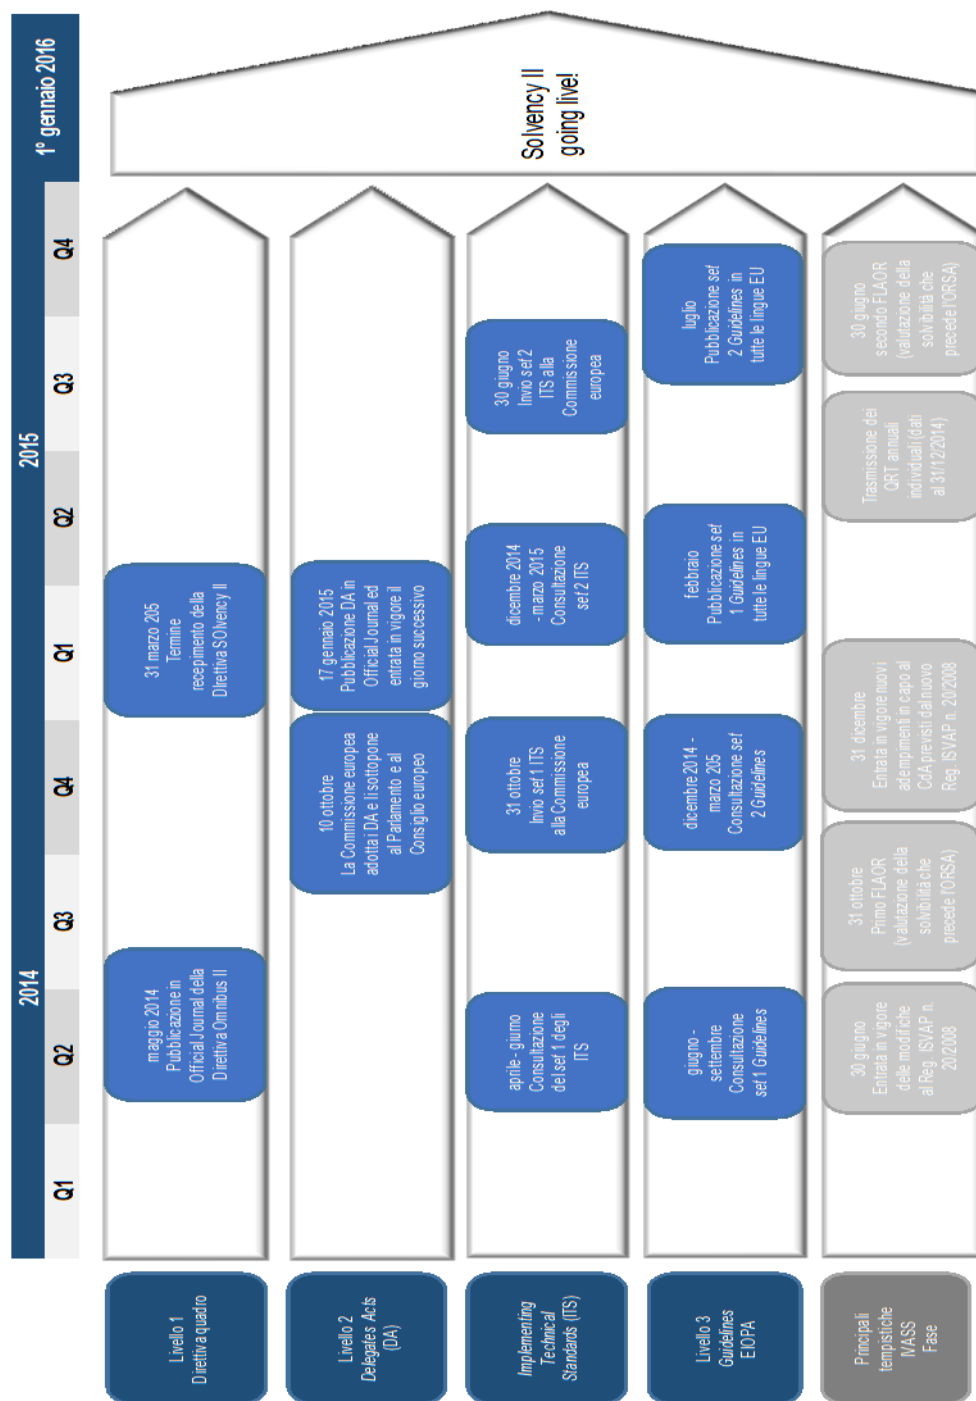 2014
2015
1º gennaio 2016
Q1
Q2
Q3
Q4
Q1
Q2
Q3
Q4
Livello 1
Direttiva quadro
maggio 2014
Pubblicazione in
Official Journal della
Direttiva Omnibus II
31 marzo 205
Termine
recepimento della
DIrettiva SOlvency II
Livello 2
Delegates Acts
(DA)
10 ottobre
La Commissione europea
adotta i DA e li sottopone
al Parlamento e al
Consiglio europeo
17 gennaio 2015
Pubblicazione DA in
Official Journal ed
entrata in vigore il
giorno successivo
Implementing
Technical
Standards (ITS)
aprile - giurno
Consultazione
del set 1 degli
ITS
31 ottobre
Invio set 1 ITS
alla Commissione
europea
dicembre 2014
- marzo 2015
Consultazione
set 2 ITS
30 giugno
Invio set 2
ITS alla
Commissione
europea
Livello 3
Guidelines
EIOPA
giugno -
settembre
Consultazione
set 1 Guidelines
dicembre 2014 -
marzo 205
Consultazione set
2 Guidelines
febbraio
Pubblicazione set
1 Guidelines in
tutte le lingue EU
luglio
Pubblicazione set
2 Guidelines in
tutte le lingue EU
Principali
tempistiche
IVASS
Fase
30 giugno
Entrata in vigore
delle modifiche
al Reg. ISVAP n.
20/2008
31 ottobre
Primo FLAOR
(valutazione della
solvibilità che
precede l'ORSA)
31 dicembre
Entrata in vigore nuovi
adempimenti in capo al
CdA previsti dal nuovo
Reg. ISVAP n. 20/2008
Trasmissione dei
QRT annuali
individuali (dati
al 31/12/2014)
30 giugno
secondo FLAOR
(valutazione della
solvibilità che
precede l'ORSA)
Solvency II
going live!